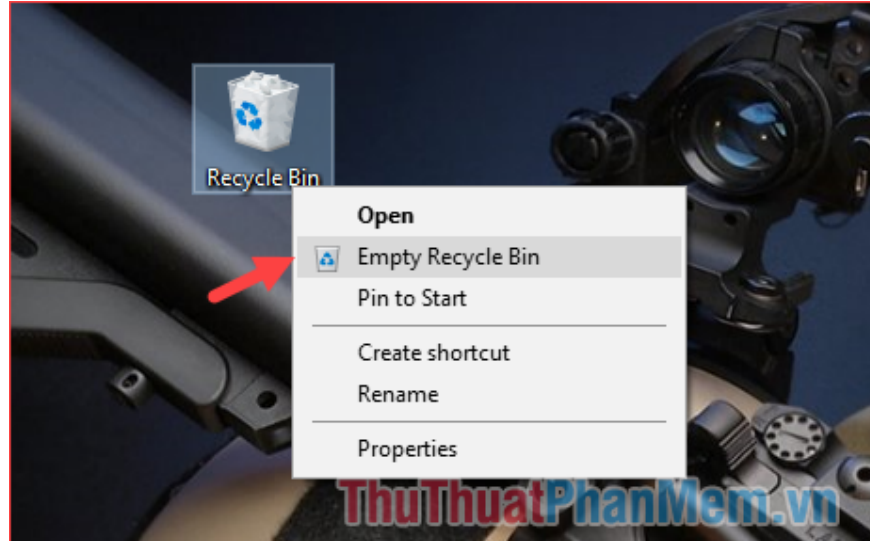 Recycle Bin
Open
Empty Recycle Bin
Pin to Start
Create shortcut
Rename
Properties
ThuThuatPhanMem.vn